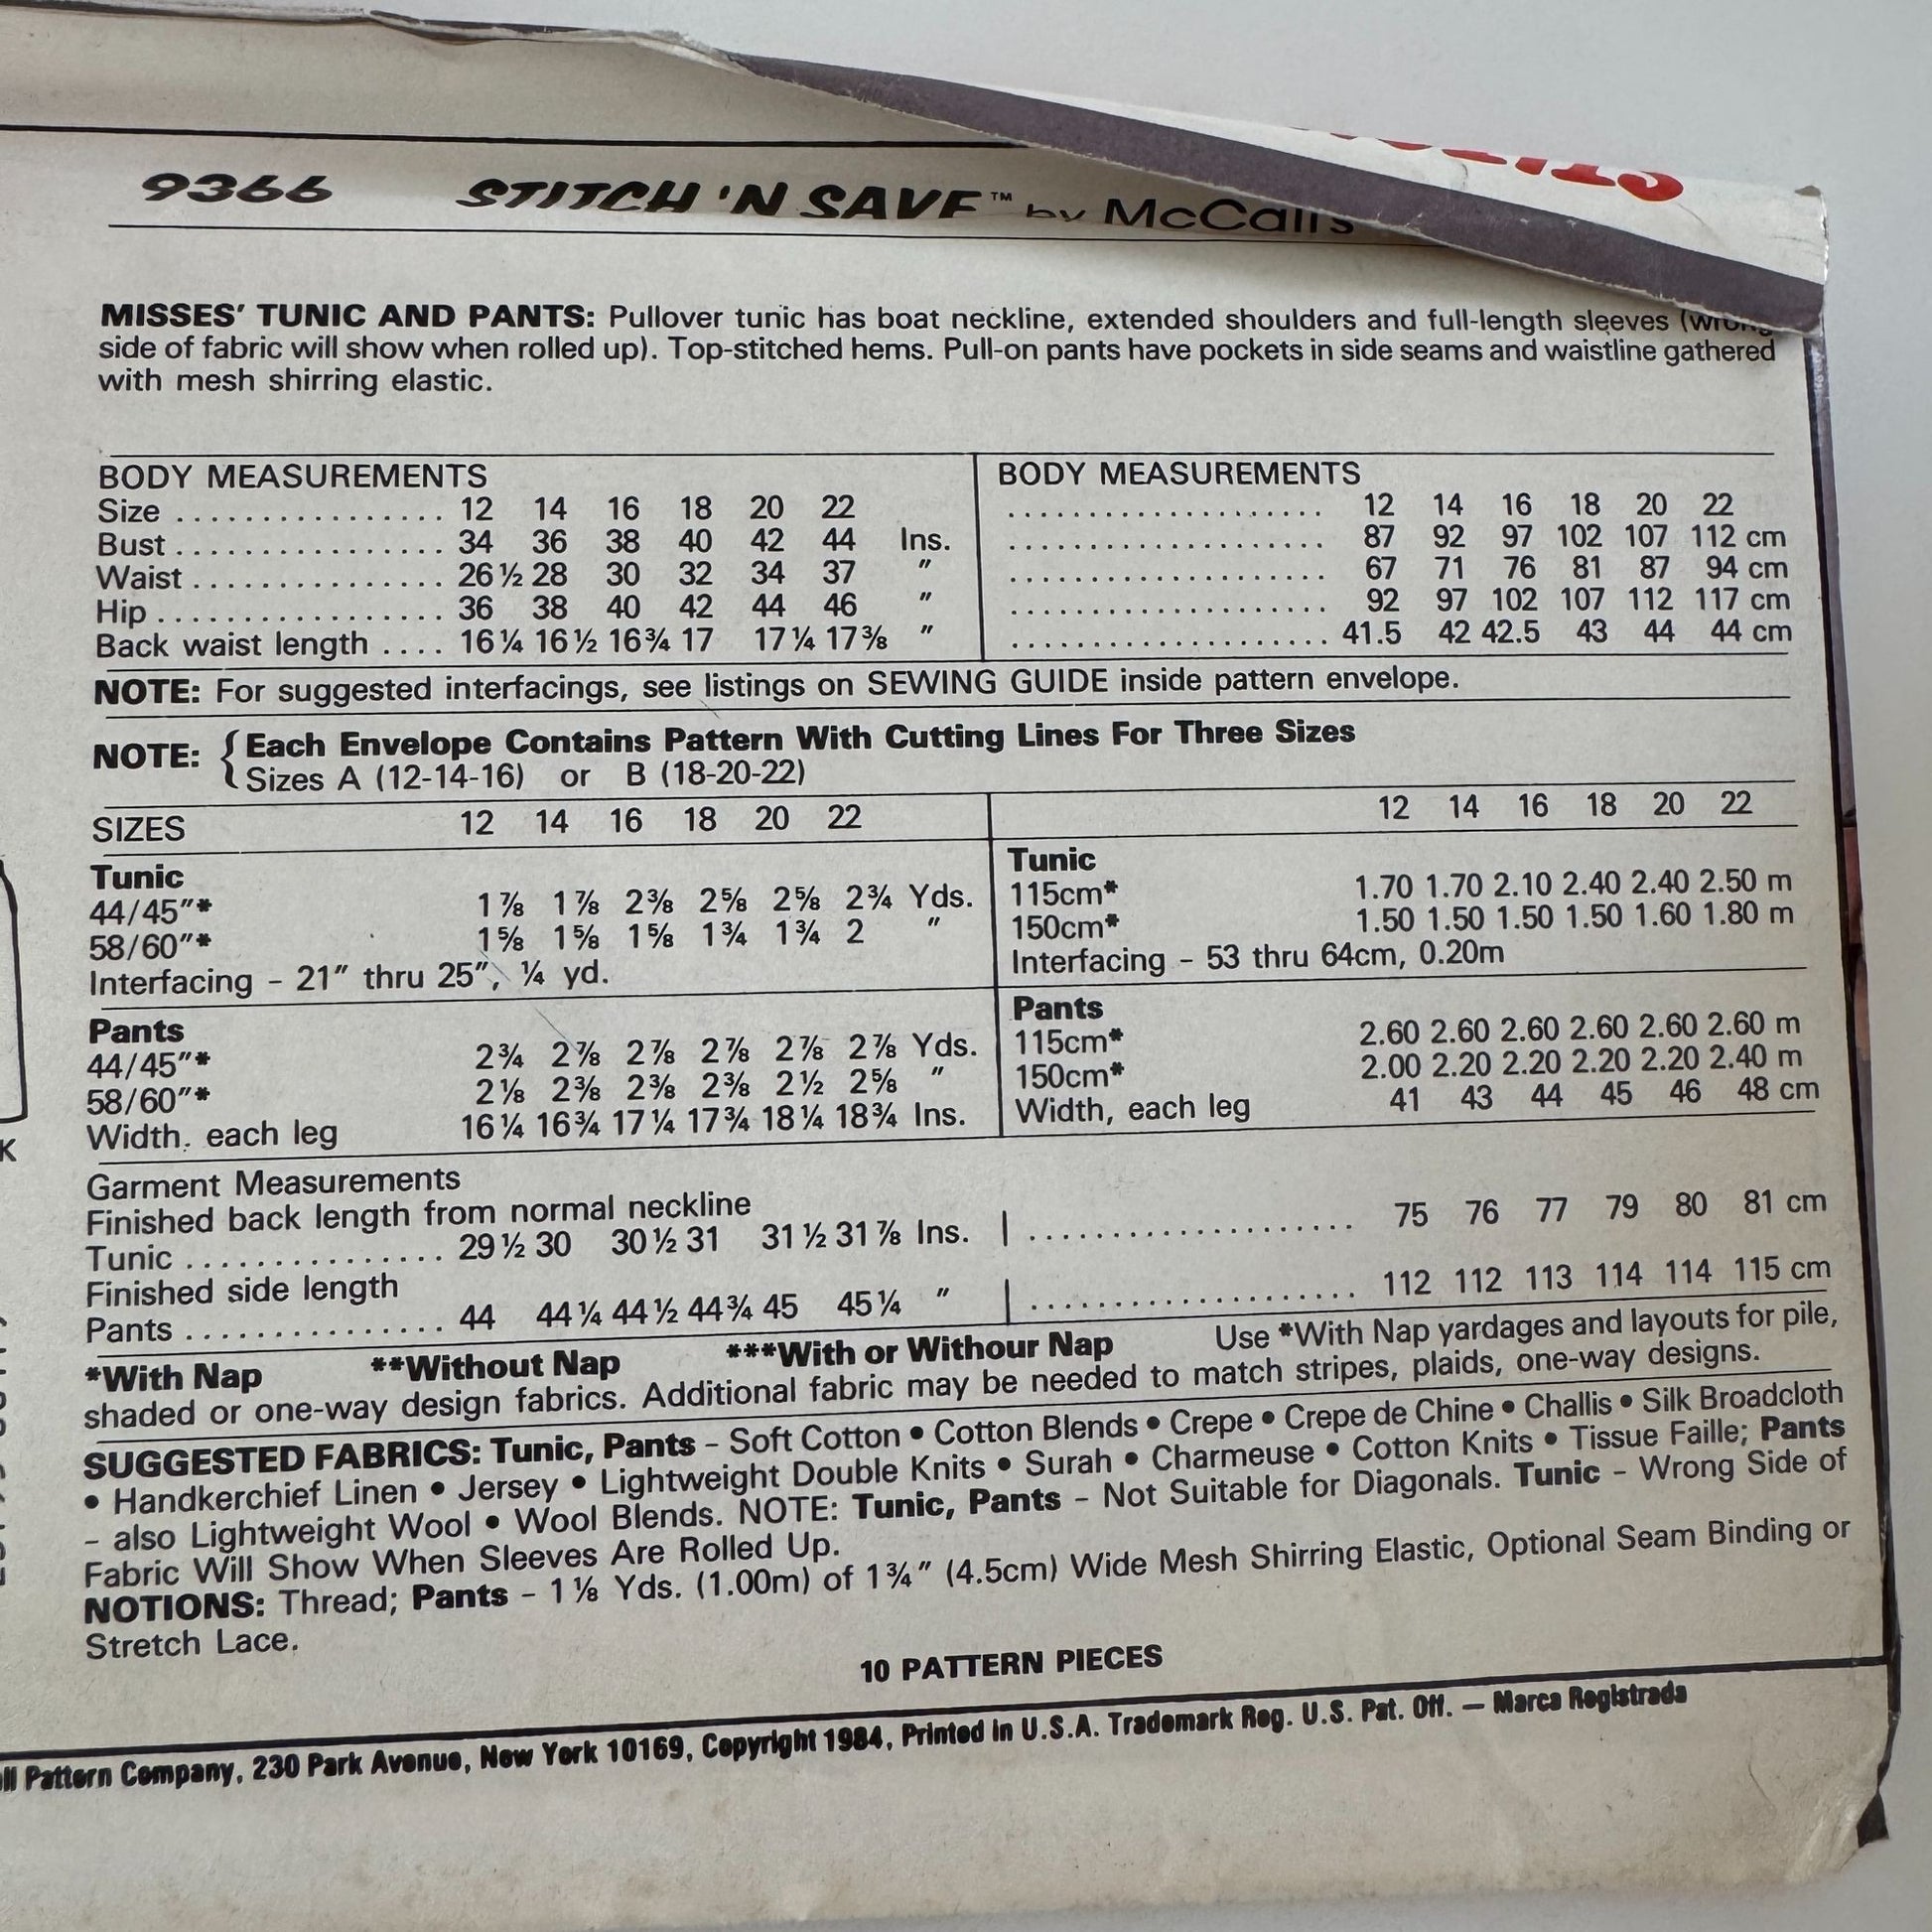 9366 STITCH 'N SAVE™ by McCall's
MISSES' TUNIC AND PANTS: Pullover tunic has boat neckline, extended shoulders and full-length sleeves (wrong
side of fabric will show when rolled up). Top-stitched hems. Pull-on pants have pockets in side seams and waistline gathered
with mesh shirring elastic.
BODY MEASUREMENTS BODY MEASUREMENTS
Size ................ 12 14 16 18 20 22 ..................... 12 14 16 18 20 22
Bust ................ 34 36 38 40 42 44 Ins. ..................... 87 92 97 102 107 112 cm
Waist ............... 26½ 28 30 32 34 37 " ..................... 67 71 76 81 87 94 cm
Hip ................. 36 38 40 42 44 46 " ..................... 92 97 102 107 112 117 cm
Back waist length .... 16¼ 16½ 16¾ 17 17¼ 17⅜ " ..................... 41.5 42 42.5 43 44 44 cm
NOTE: For suggested interfacings, see listings on SEWING GUIDE inside pattern envelope.
NOTE: {Each Envelope Contains Pattern With Cutting Lines For Three Sizes
Sizes A (12-14-16) or B (18-20-22)
SIZES 12 14 16 18 20 22 12 14 16 18 20 22
Tunic Tunic
44/45"* 1⅞ 1⅞ 2⅜ 2⅝ 2⅝ 2¾ Yds. 115cm* 1.70 1.70 2.10 2.40 2.40 2.50 m
58/60"* 1⅝ 1⅝ 1⅝ 1¾ 1¾ 2 " 150cm* 1.50 1.50 1.50 1.50 1.60 1.80 m
Interfacing – 21" thru 25", ¼ yd. Interfacing – 53 thru 64cm, 0.20m
Pants Pants
44/45"* 2¾ 2⅞ 2⅞ 2⅞ 2⅞ 2⅞ Yds. 115cm* 2.60 2.60 2.60 2.60 2.60 2.60 m
58/60"* 2⅛ 2⅜ 2⅜ 2⅜ 2½ 2⅝ " 150cm* 2.00 2.20 2.20 2.20 2.20 2.40 m
Width, each leg 16¼ 16¾ 17¼ 17¾ 18¼ 18¾ Ins. Width, each leg 41 43 44 45 46 48 cm
Garment Measurements
Finished back length from normal neckline
Tunic ................ 29½ 30 30½ 31 31½ 31⅞ Ins. ........................ 75 76 77 79 80 81 cm
Finished side length
Pants ................ 44 44¼ 44½ 44¾ 45 45¼ " ........................ 112 112 113 114 114 115 cm
*With Nap **Without Nap ***With or Withour Nap Use *With Nap yardages and layouts for pile,
shaded or one-way design fabrics. Additional fabric may be needed to match stripes, plaids, one-way designs.
SUGGESTED FABRICS: Tunic, Pants – Soft Cotton • Cotton Blends • Crepe • Crepe de Chine • Challis • Silk Broadcloth
• Handkerchief Linen • Jersey • Lightweight Double Knits • Surah • Charmeuse • Cotton Knits • Tissue Faille; Pants
– also Lightweight Wool • Wool Blends. NOTE: Tunic, Pants – Not Suitable for Diagonals. Tunic – Wrong Side of
Fabric Will Show When Sleeves Are Rolled Up.
NOTIONS: Thread; Pants – 1⅛ Yds. (1.00m) of 1¾" (4.5cm) Wide Mesh Shirring Elastic, Optional Seam Binding or
Stretch Lace.
10 PATTERN PIECES
Pattern Company, 230 Park Avenue, New York 10169, Copyright 1984, Printed in U.S.A. Trademark Reg. U.S. Pat. Off. — Marca Registrada
K